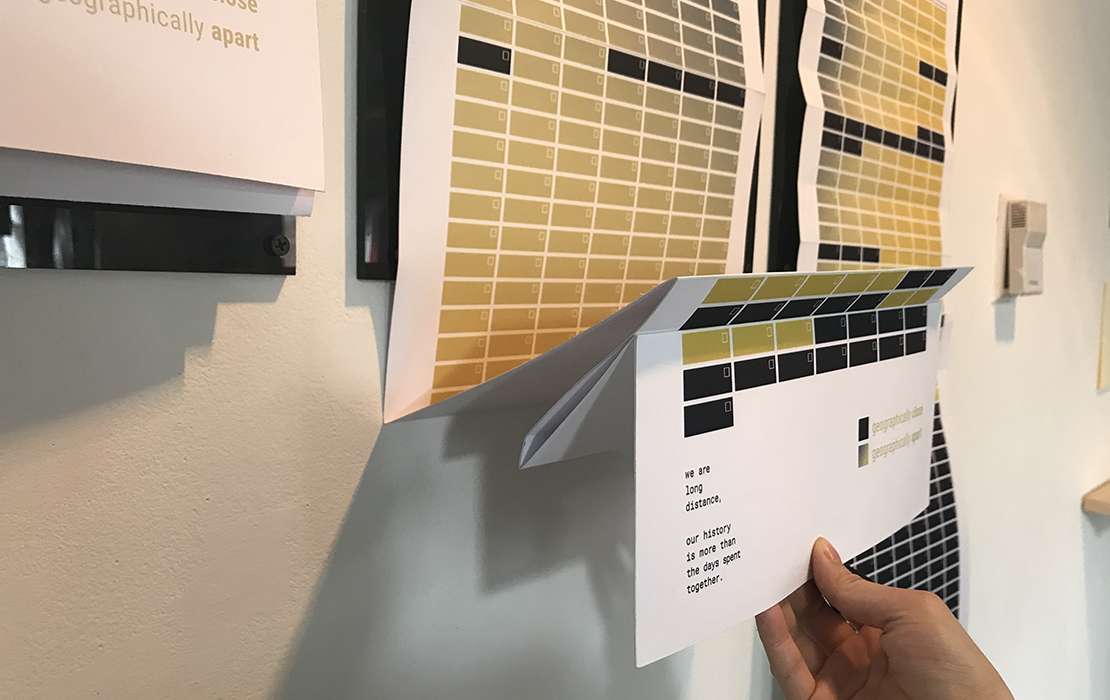 close
geographically apart
geographically close
geographically apart
we are
long
distance,
our history
is more than
the days spent
together.